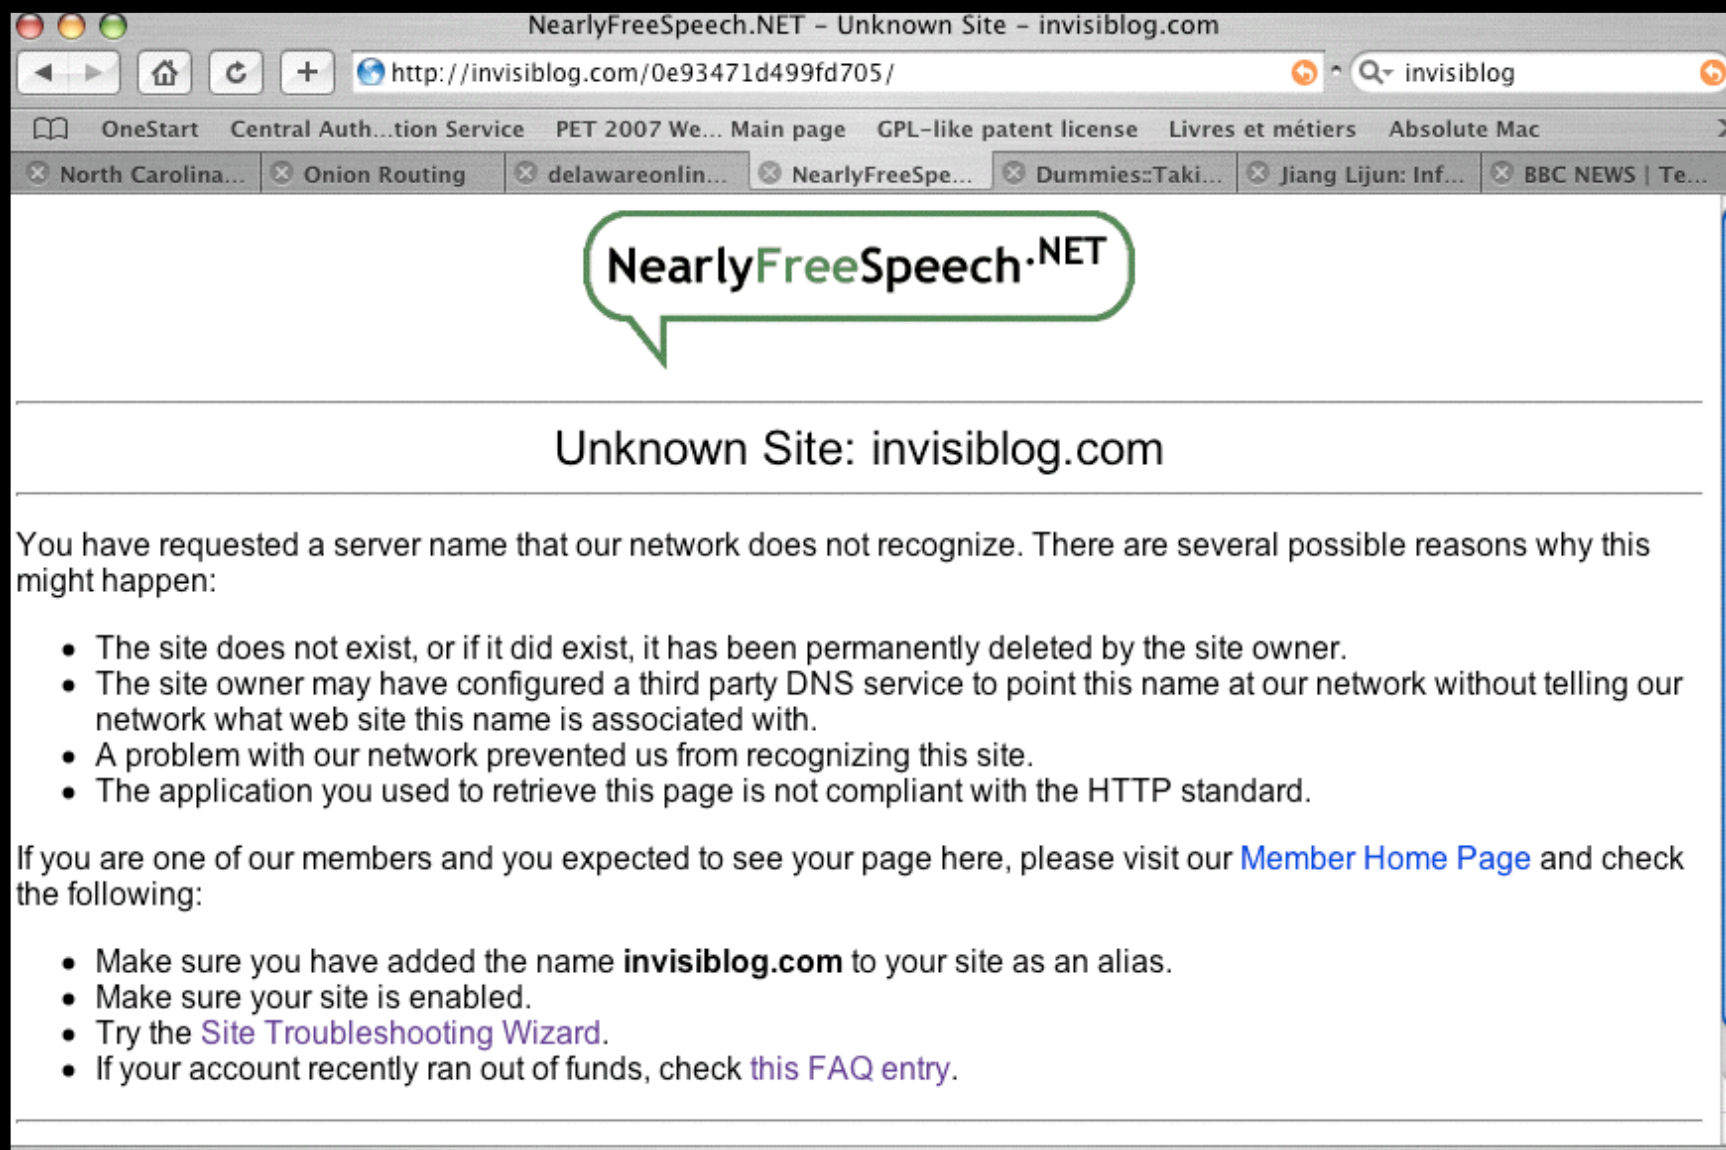 NearlyFreeSpeech.NET – Unknown Site – invisiblog.com
http://invisiblog.com/0e93471d499fd705/
invisiblog
OneStart Central Auth...tion Service PET 2007 We... Main page GPL-like patent license Livres et métiers Absolute Mac
North Carolina... Onion Routing delawareonlin... NearlyFreeSpe... Dummies::Taki... Jiang Lijun: Inf... BBC NEWS | Te...
NearlyFreeSpeech.NET
Unknown Site: invisiblog.com
You have requested a server name that our network does not recognize. There are several possible reasons why this
might happen:
• The site does not exist, or if it did exist, it has been permanently deleted by the site owner.
• The site owner may have configured a third party DNS service to point this name at our network without telling our
network what web site this name is associated with.
• A problem with our network prevented us from recognizing this site.
• The application you used to retrieve this page is not compliant with the HTTP standard.
If you are one of our members and you expected to see your page here, please visit our Member Home Page and check
the following:
• Make sure you have added the name invisiblog.com to your site as an alias.
• Make sure your site is enabled.
• Try the Site Troubleshooting Wizard.
• If your account recently ran out of funds, check this FAQ entry.